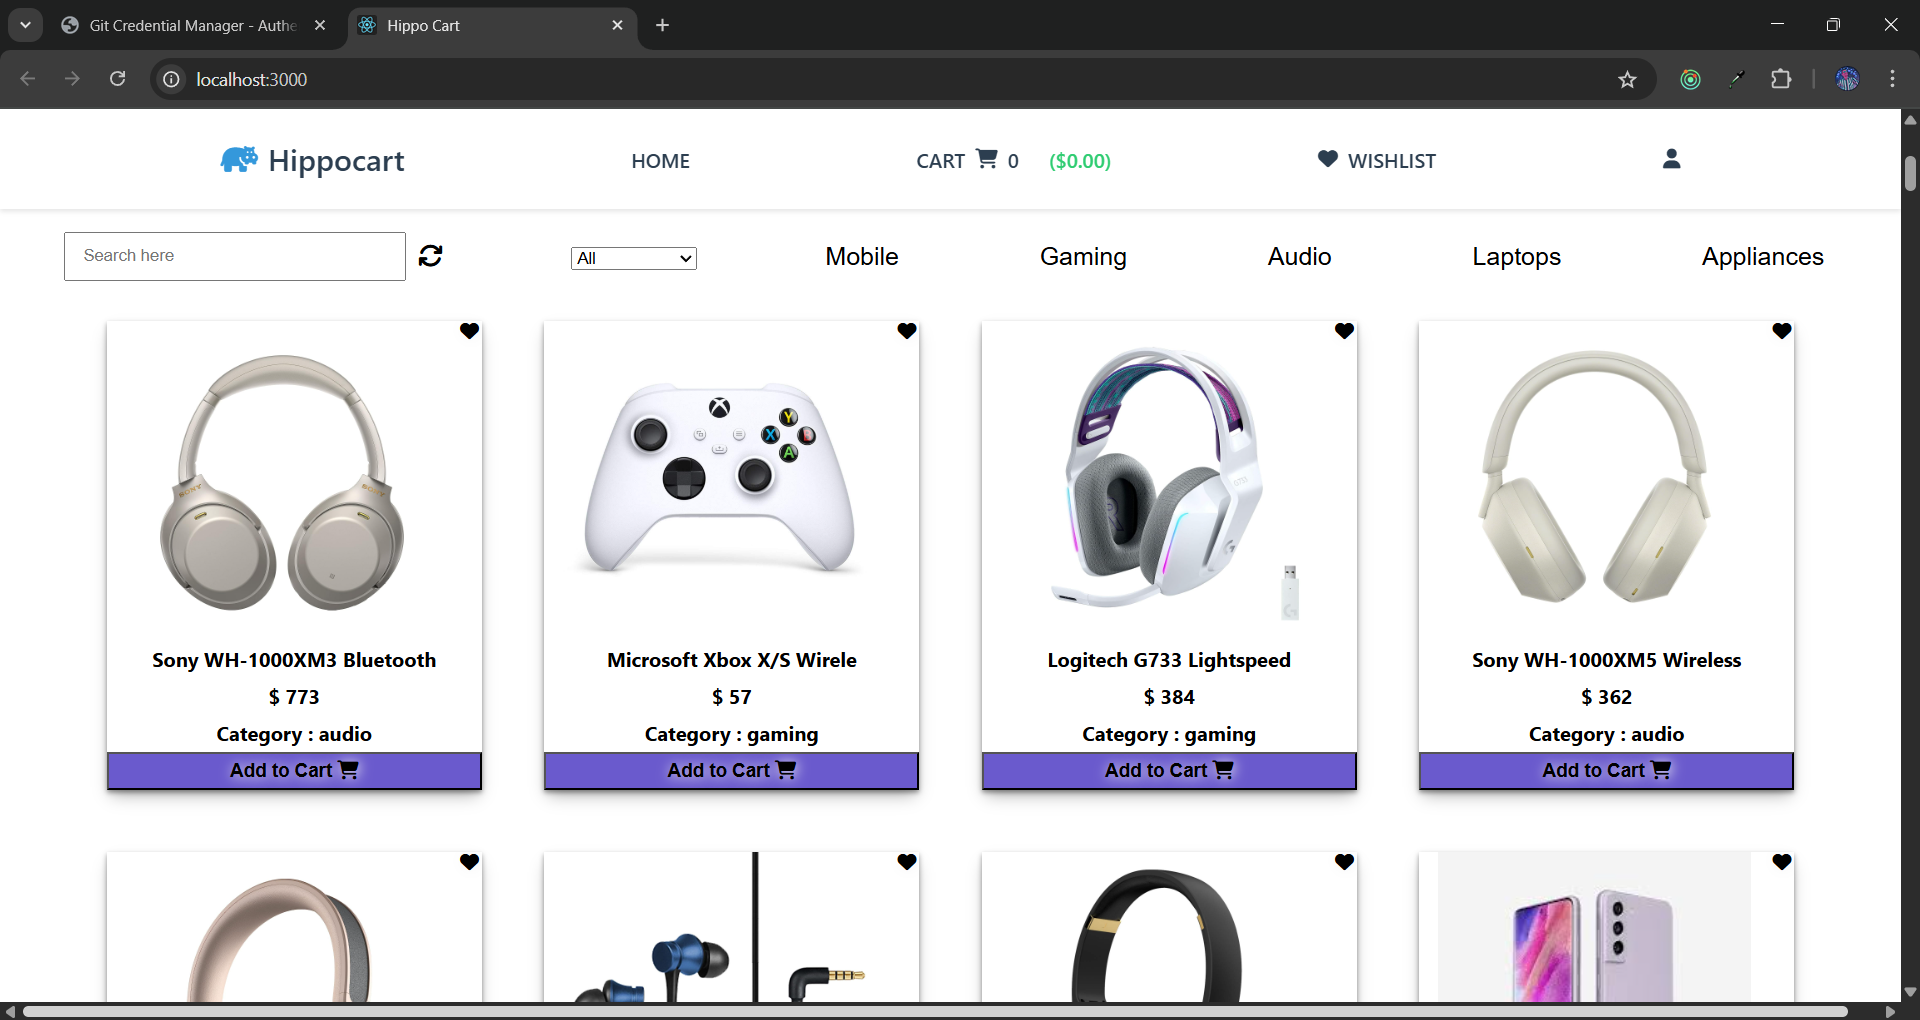 Git Credential Manager - Authe
Hippo Cart
localhost:3000
Hippocart
HOME
CART 0 ($0.00)
WISHLIST
Search here
All
Mobile
Gaming
Audio
Laptops
Appliances
SONY SONY
X Y B A
G733
Sony WH-1000XM3 Bluetooth
$ 773
Category : audio
Add to Cart
Microsoft Xbox X/S Wirele
$ 57
Category : gaming
Add to Cart
Logitech G733 Lightspeed
$ 384
Category : gaming
Add to Cart
Sony WH-1000XM5 Wireless
$ 362
Category : audio
Add to Cart